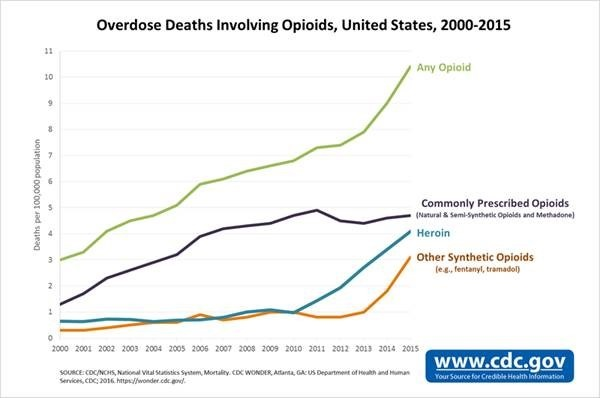 Overdose Deaths Involving Opioids, United States, 2000-2015
Deaths per 100,000 population
11
10
9
8
7
6
5
4
3
2
1
0
2000 2001 2002 2003 2004 2005 2006 2007 2008 2009 2010 2011 2012 2013 2014 2015
Any Opioid
Commonly Prescribed Opioids
(Natural & Semi-Synthetic Opioids and Methadone)
Heroin
Other Synthetic Opioids
(e.g., fentanyl, tramadol)
SOURCE: CDC/NCHS, National Vital Statistics System, Mortality. CDC WONDER, Atlanta, GA: US Department of Health and Human
Services, CDC; 2016. https://wonder.cdc.gov/.
www.cdc.gov
Your Source for Credible Health Information